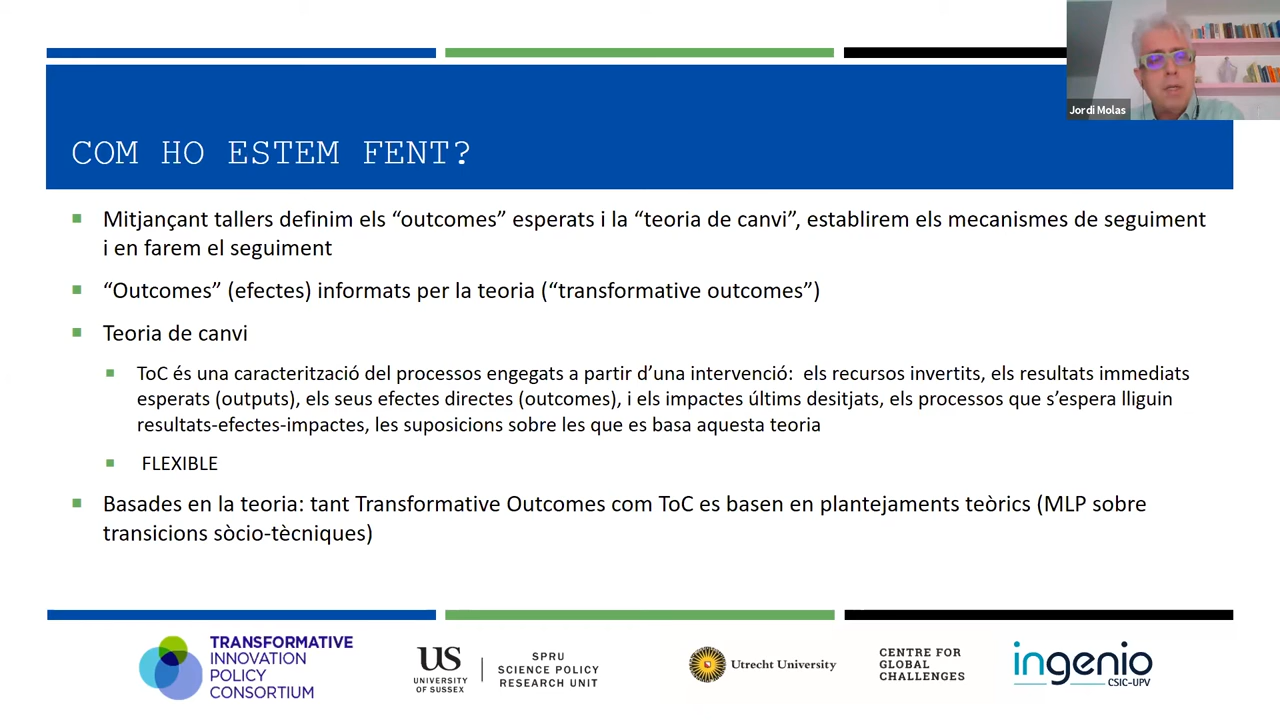 Jordi Molas
COM HO ESTEM FENT?
Mitjançant tallers definim els “outcomes” esperats i la “teoria de canvi”, establirem els mecanismes de seguiment
i en farem el seguiment
“Outcomes” (efectes) informats per la teoria (“transformative outcomes”)
Teoria de canvi
ToC és una caracterització del processos engegats a partir d’una intervenció:  els recursos invertits, els resultats immediats
esperats (outputs), els seus efectes directes (outcomes), i els impactes últims desitjats, els processos que s’espera lliguin
resultats-efectes-impactes, les suposicions sobre les que es basa aquesta teoria
FLEXIBLE
Basades en la teoria: tant Transformative Outcomes com ToC es basen en plantejaments teòrics (MLP sobre
transicions sòcio-tècniques)
TRANSFORMATIVE
INNOVATION
POLICY
CONSORTIUM
US
UNIVERSITY
OF SUSSEX
SPRU
SCIENCE POLICY
RESEARCH UNIT
Utrecht University
CENTRE FOR
GLOBAL
CHALLENGES
ingenio
CSIC-UPV